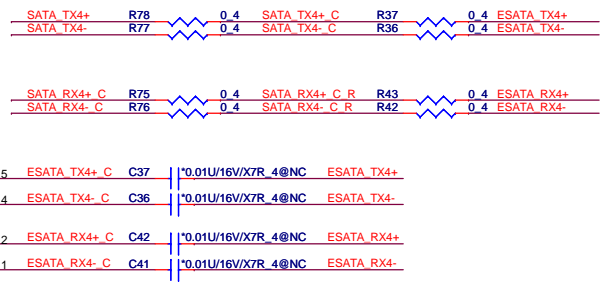 SATA_TX4+ R78 0_4 SATA_TX4+_C R37 0_4 ESATA_TX4+
SATA_TX4- R77 0_4 SATA_TX4-_C R36 0_4 ESATA_TX4-
SATA_RX4+_C R75 0_4 SATA_RX4+_C_R R43 0_4 ESATA_RX4+
SATA_RX4-_C R76 0_4 SATA_RX4-_C_R R42 0_4 ESATA_RX4-
5 ESATA_TX4+_C C37 *0.01U/16V/X7R_4@NC ESATA_TX4+
4 ESATA_TX4-_C C36 *0.01U/16V/X7R_4@NC ESATA_TX4-
2 ESATA_RX4+_C C42 *0.01U/16V/X7R_4@NC ESATA_RX4+
1 ESATA_RX4-_C C41 *0.01U/16V/X7R_4@NC ESATA_RX4-